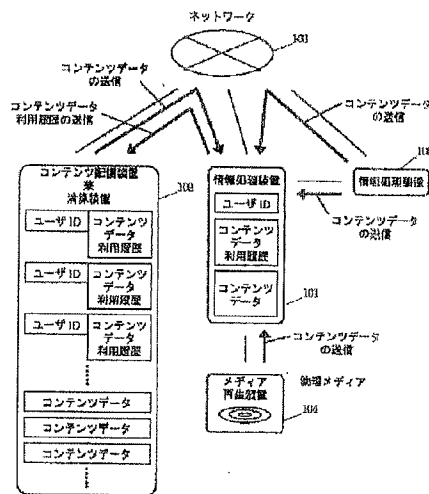 ネットワーク
コンテンツデータ
の送信
コンテンツデータ
利用履歴の送信
コンテンツデータ
の送信
コンテンツ配信装置
兼
清算装置
102
ユーザID
コンテンツ
データ
利用履歴
ユーザID
コンテンツ
データ
利用履歴
ユーザID
コンテンツ
データ
利用履歴
コンテンツデータ
コンテンツデータ
コンテンツデータ
情報処理装置
ユーザID
コンテンツ
データ
利用履歴
コンテンツ
データ
101
情報処理装置
コンテンツデータ
の送信
コンテンツデータ
の送信
メディア
再生装置
物理メディア
104